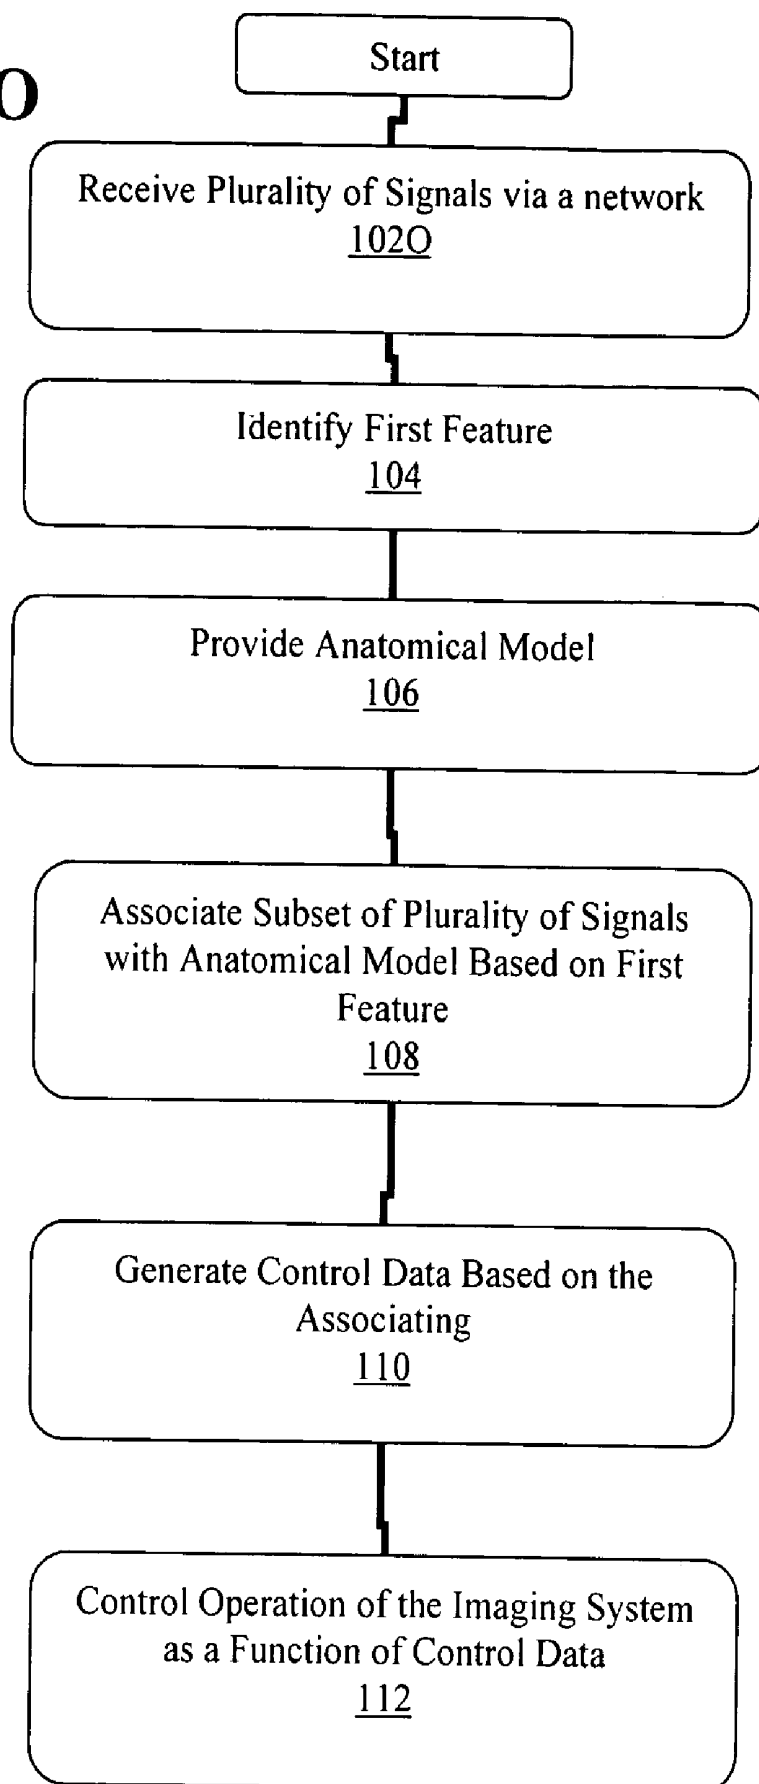 Start
O
Receive Plurality of Signals via a network
102O
Identify First Feature
104
Provide Anatomical Model
106
Associate Subset of Plurality of Signals
with Anatomical Model Based on First
Feature
108
Generate Control Data Based on the
Associating
110
Control Operation of the Imaging System
as a Function of Control Data
112